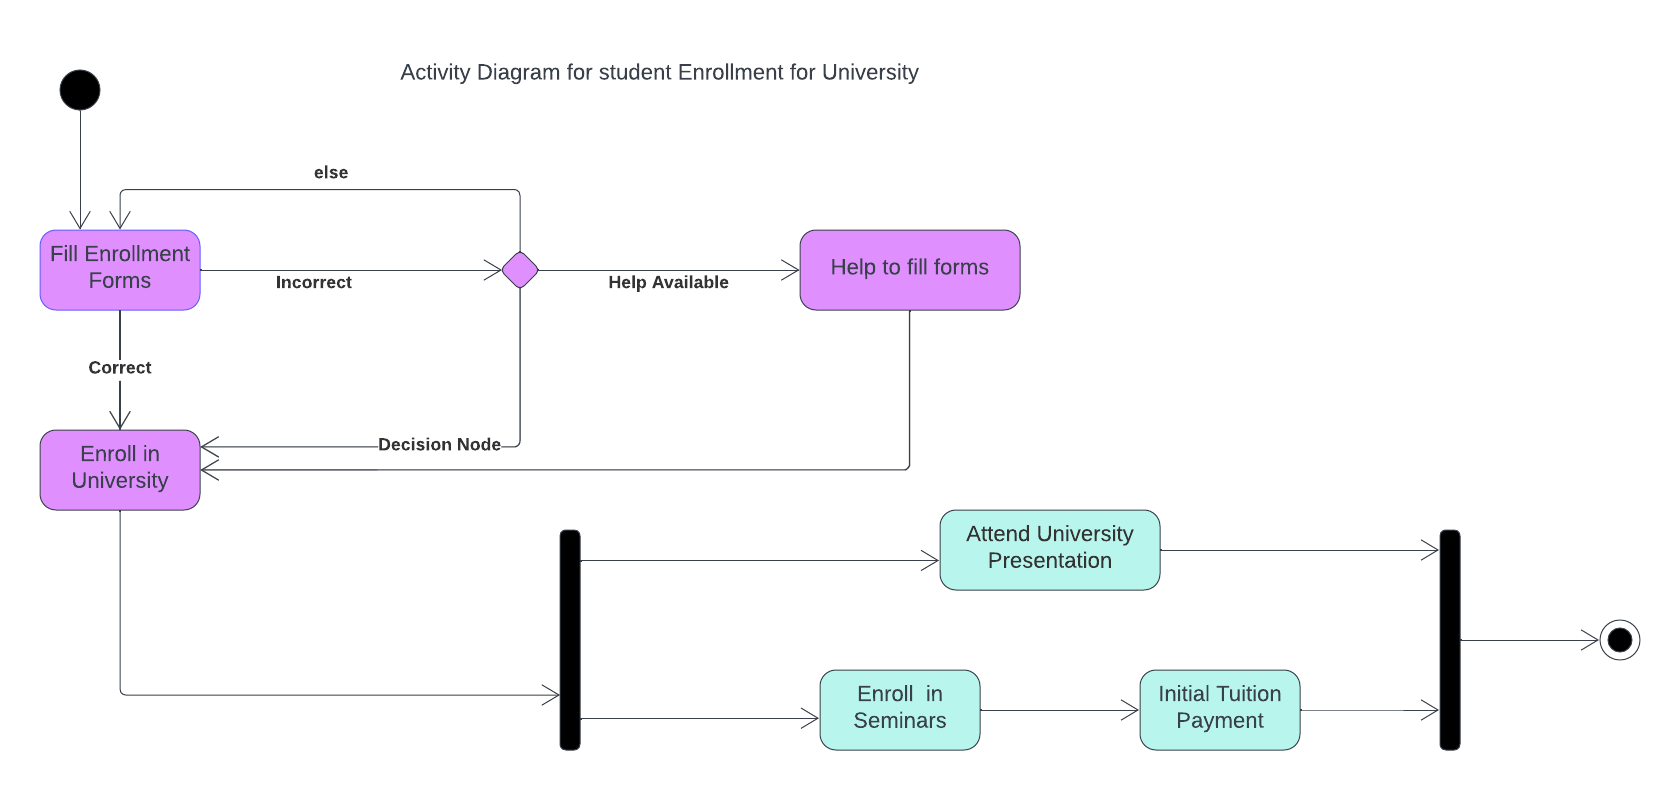 Activity Diagram for student Enrollment for University
else
Fill Enrollment
Forms
Incorrect
Help Available
Help to fill forms
Correct
Decision Node
Enroll in
University
Attend University
Presentation
Enroll  in
Seminars
Initial Tuition
Payment